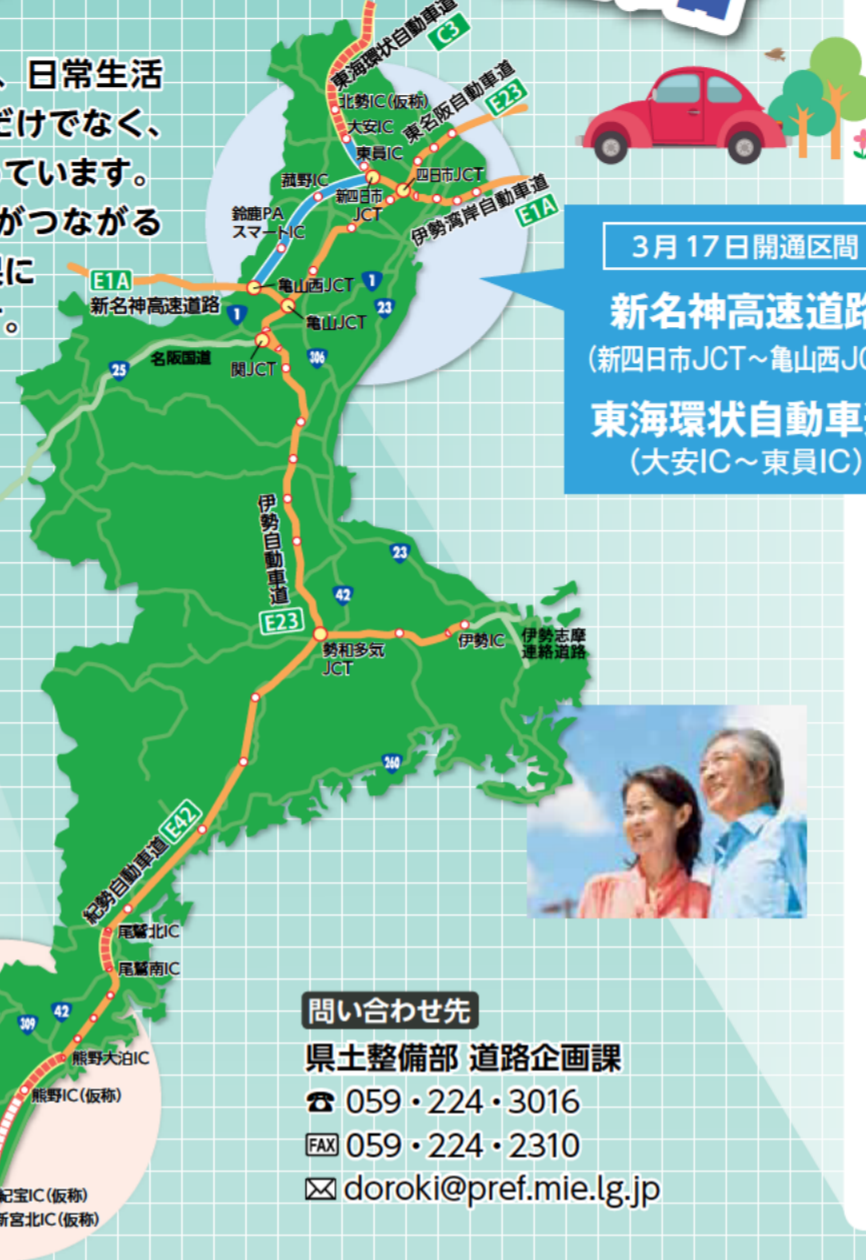 、日常生活
だけでなく、
っています。
がつながる
に
。
東海環状自動車道
C3
北勢IC(仮称)
大安IC
東員IC
東名阪自動車道
E23
菰野IC
新四日市
JCT
四日市JCT
鈴鹿PA
スマートIC
伊勢湾岸自動車道
E1A
E1A
新名神高速道路
亀山西JCT
1
23
1
亀山JCT
名阪国道
25
関JCT
306
3月17日開通区間
新名神高速道路
（新四日市JCT～亀山西JC
東海環状自動車
（大安IC～東員IC）
伊勢自動車道
E23
23
42
勢和多気
JCT
伊勢IC
伊勢志摩
連絡道路
260
紀勢自動車道
E42
尾鷲北IC
尾鷲南IC
309
42
熊野大泊IC
熊野IC(仮称)
紀宝IC(仮称)
新宮北IC(仮称)
問い合わせ先
県土整備部 道路企画課
☎ 059・224・3016
FAX 059・224・2310
✉ doroki@pref.mie.lg.jp